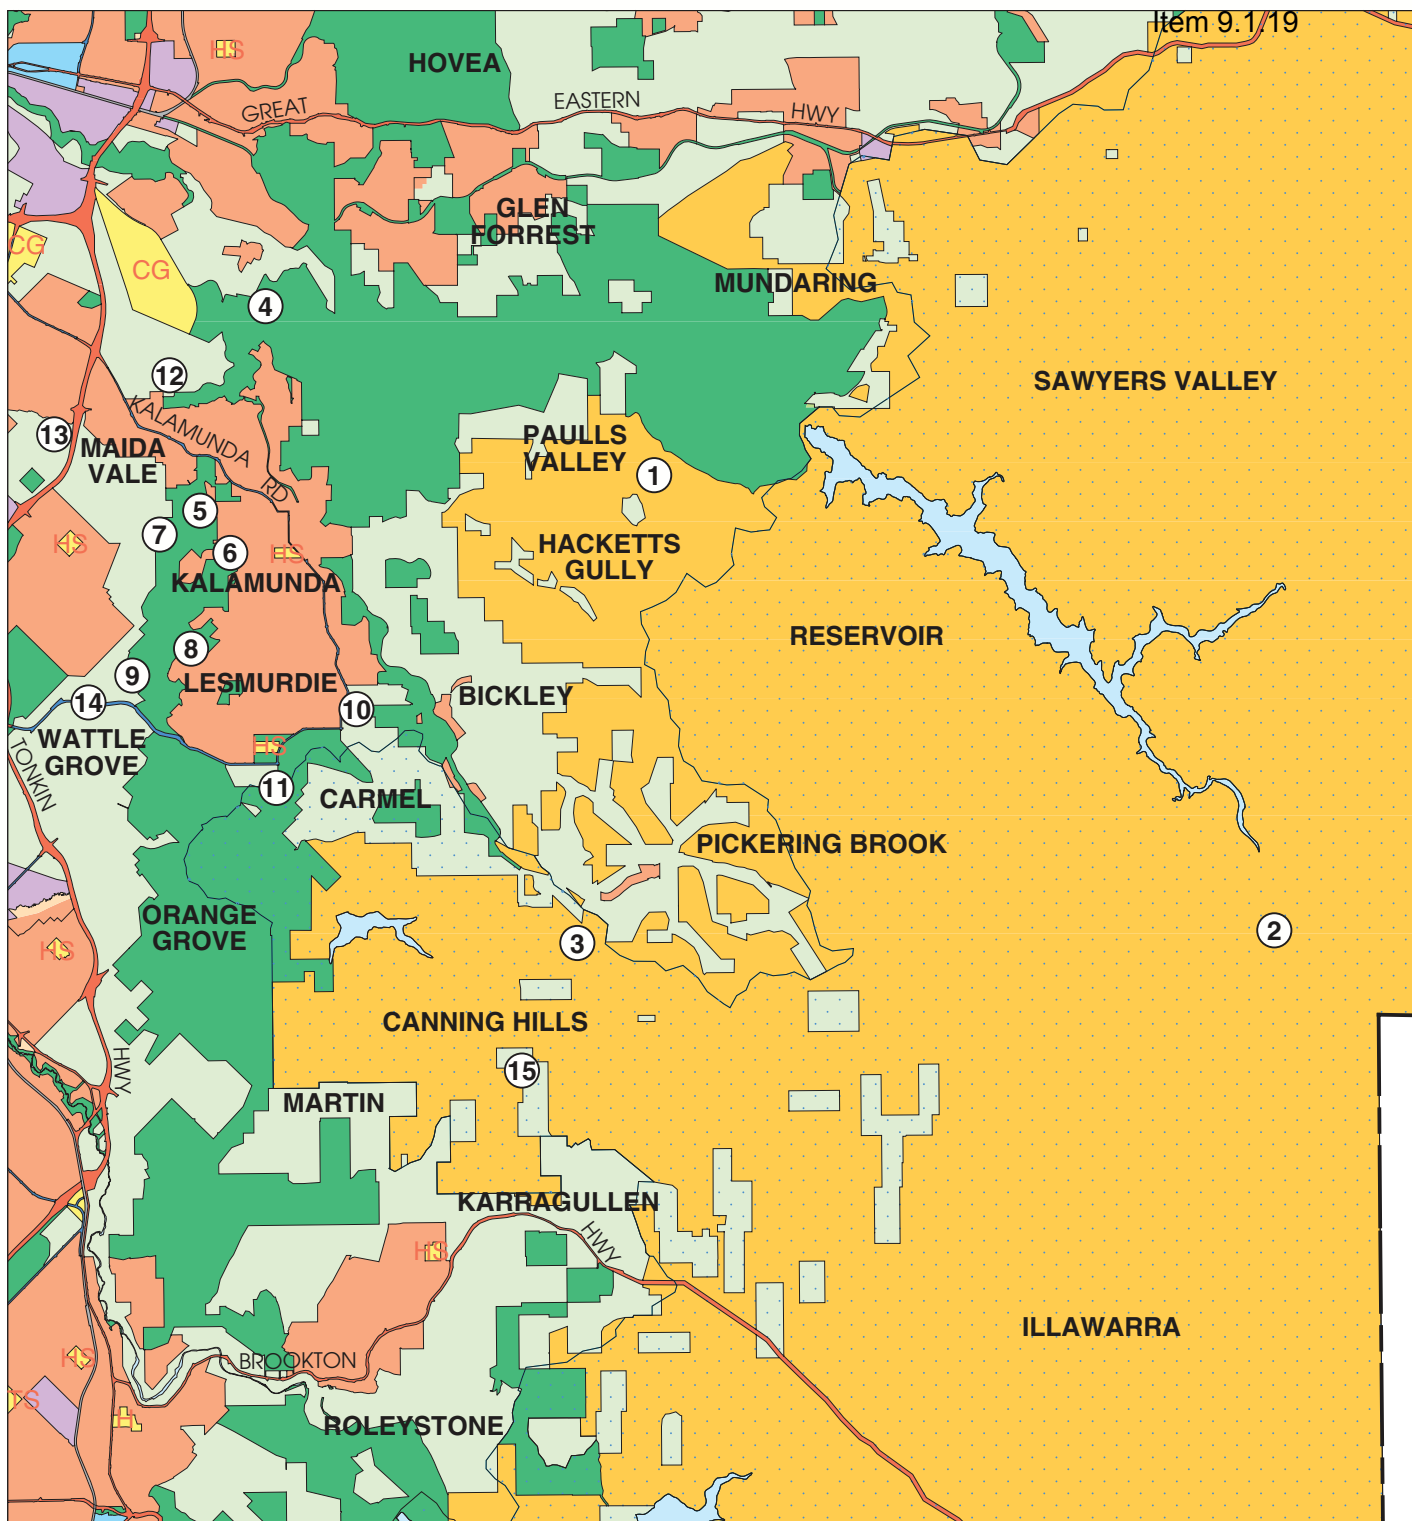 Item 9.1.19
HS
HOVEA
GREAT
EASTERN
HWY
GLEN
FORREST
CG
CG
MUNDARING
4
SAWYERS VALLEY
12
KALAMUNDA
RD
13
MAIDA
VALE
PAULLS
VALLEY
1
5
7
HS
6
HS
HACKETTS
GULLY
KALAMUNDA
RESERVOIR
8
9
LESMURDIE
BICKLEY
14
10
WATTLE
GROVE
HS
TONKIN
11
CARMEL
PICKERING BROOK
ORANGE
GROVE
HS
3
2
CANNING HILLS
HWY
15
MARTIN
KARRAGULLEN
HS
HWY
ILLAWARRA
HS
BROOKTON
TS
H
ROLEYSTONE